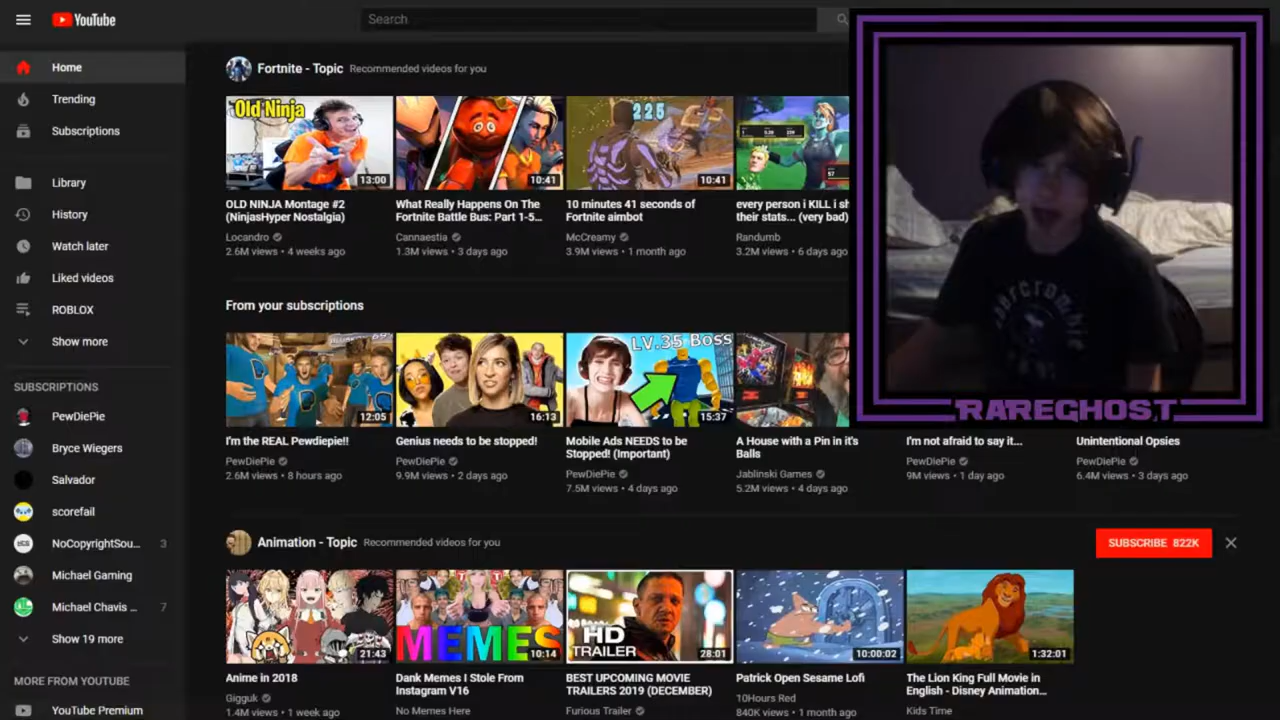 YouTube
Search
Home
Trending
Subscriptions
Library
History
Watch later
Liked videos
ROBLOX
Show more
SUBSCRIPTIONS
PewDiePie
Bryce Wiegers
Salvador
scorefail
NoCopyrightSou... 3
Michael Gaming
Michael Chavis ... 7
Show 19 more
MORE FROM YOUTUBE
YouTube Premium
Fortnite - Topic Recommended videos for you
Old Ninja
13:00
10:41
225
10:41
OLD NINJA Montage #2
(NinjasHyper Nostalgia)
Locandro
2.6M views • 4 weeks ago
What Really Happens On The
Fortnite Battle Bus: Part 1-5...
Cannaestia
1.3M views • 3 days ago
10 minutes 41 seconds of
Fortnite aimbot
McCreamy
3.9M views • 1 month ago
every person i KILL i sh
their stats... (very bad)
Randumb
3.2M views • 6 days ago
RAREGHOST
From your subscriptions
12:05
16:13
LV.35 Boss
15:37
I'm the REAL Pewdiepie!!
PewDiePie
2.6M views • 8 hours ago
Genius needs to be stopped!
PewDiePie
9.9M views • 2 days ago
Mobile Ads NEEDS to be
Stopped! (Important)
PewDiePie
7.5M views • 4 days ago
A House with a Pin in it's
Balls
Jablinski Games
5.2M views • 4 days ago
I'm not afraid to say it...
PewDiePie
9M views • 1 day ago
Unintentional Opsies
PewDiePie
6.4M views • 3 days ago
Animation - Topic Recommended videos for you
SUBSCRIBE 822K
21:43
MEMES
10:14
HD
TRAILER
28:01
10:00:02
1:32:01
Anime in 2018
Gigguk
1.4M views • 1 week ago
Dank Memes I Stole From
Instagram V16
No Memes Here
BEST UPCOMING MOVIE
TRAILERS 2019 (DECEMBER)
Furious Trailer
Patrick Open Sesame Lofi
10Hours Red
840K views • 1 month ago
The Lion King Full Movie in
English - Disney Animation...
Kids Time